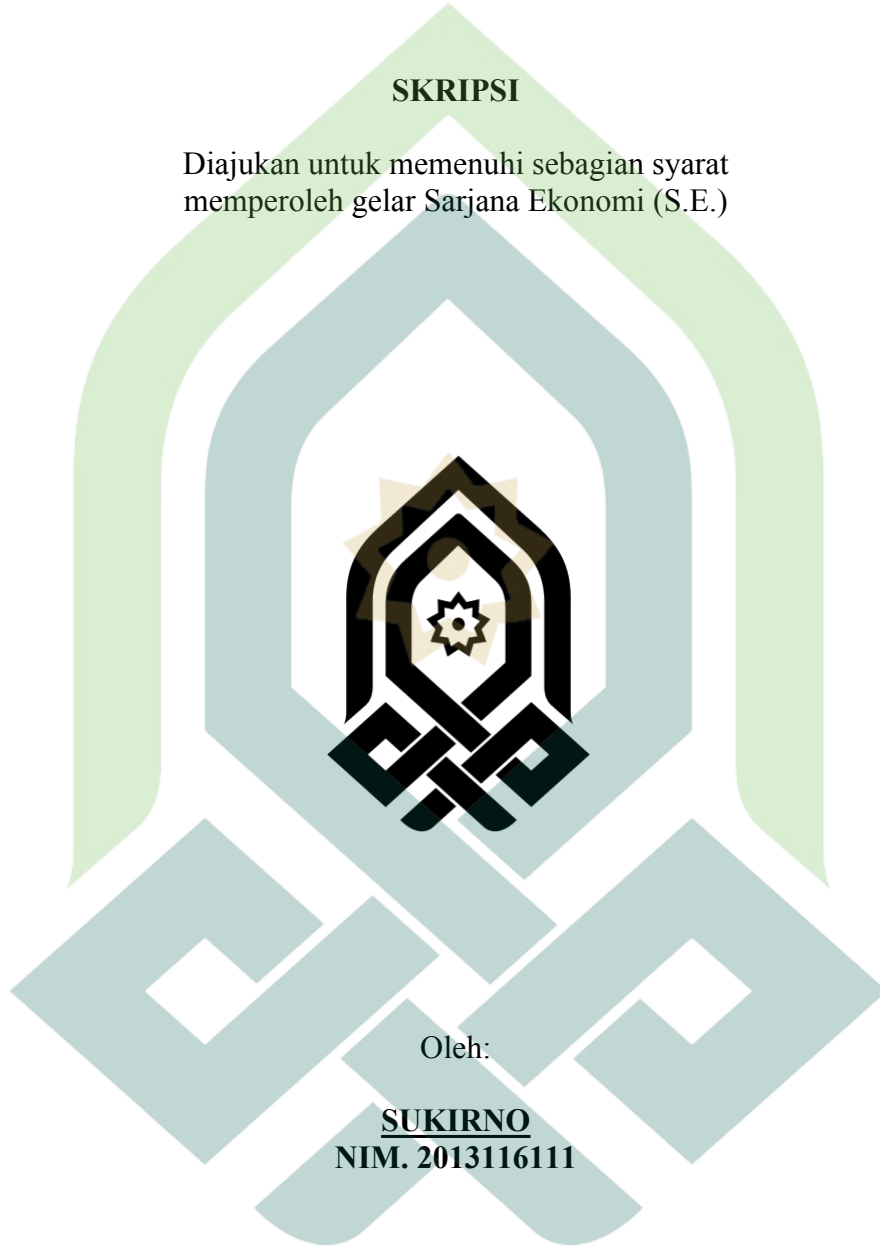 SKRIPSI
Diajukan untuk memenuhi sebagian syarat
memperoleh gelar Sarjana Ekonomi (S.E.)
Oleh:
SUKIRNO
NIM. 2013116111